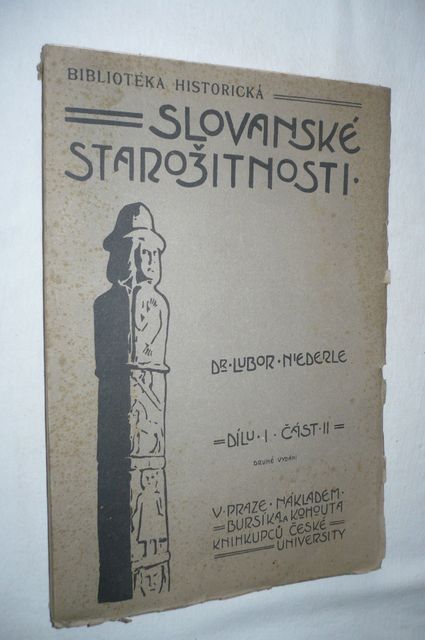 BIBLIOTÉKA HISTORICKÁ
SLOVANSKÉ
STAROŽITNOSTI·
DR·LUBOR·NIEDERLE
DÍLU·I·ČÁST·II
DRUHÉ VYDÁNÍ
V·PRAZE·NÁKLADEM·
BURSÍKA A KOHOUTA
KNIHKUPCŮ ČESKÉ
UNIVERSITY